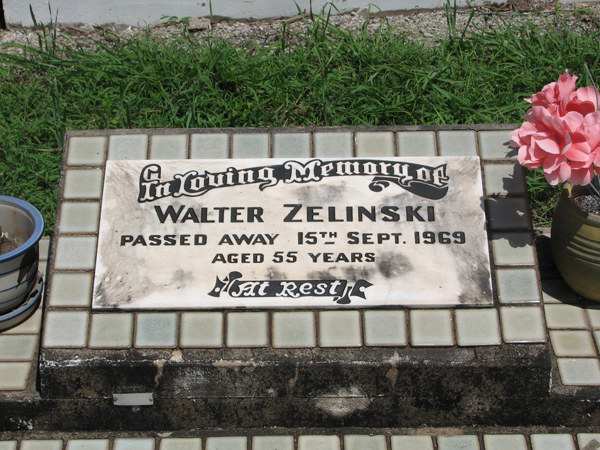 In Loving Memory of
WALTER ZELINSKI
PASSED AWAY 15TH SEPT. 1969
AGED 55 YEARS
At Rest